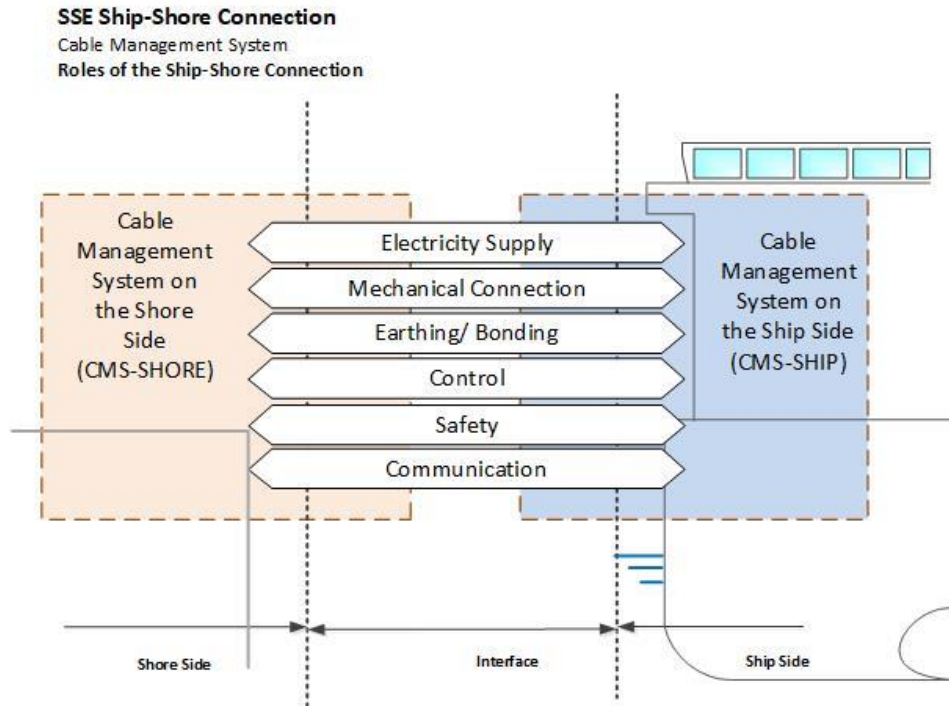 SSE Ship-Shore Connection
Cable Management System
Roles of the Ship-Shore Connection
Cable
Management
System on
the Shore
Side
(CMS-SHORE)
Electricity Supply
Mechanical Connection
Earthing/ Bonding
Control
Safety
Communication
Cable
Management
System on
the Ship Side
(CMS-SHIP)
Shore Side
Interface
Ship Side